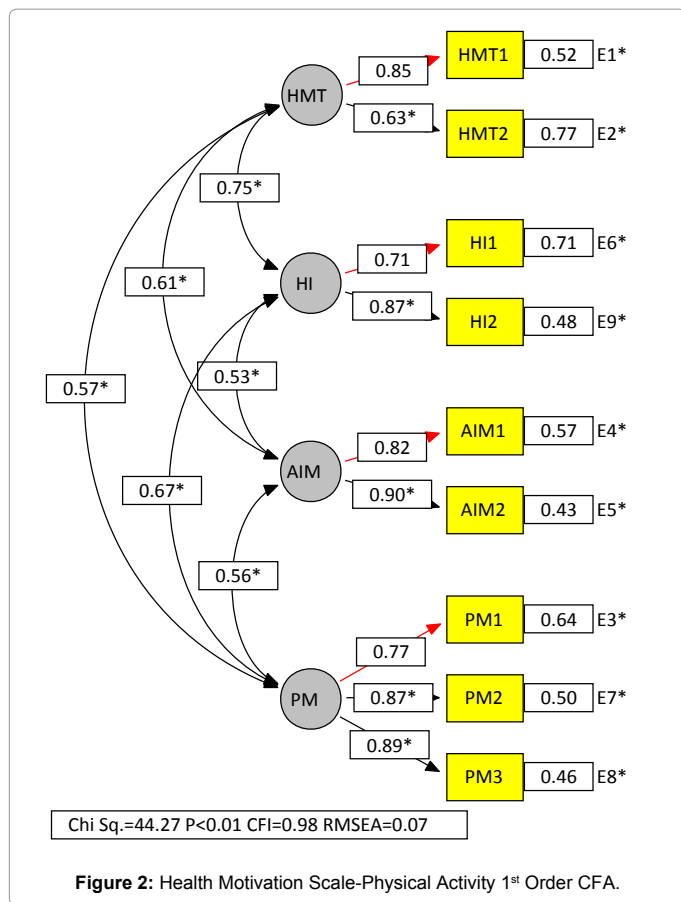 0.85 HMT1 0.52 E1*
HMT
0.63* HMT2 0.77 E2*
0.75*
0.71 HI1 0.71 E6*
HI
0.61* 0.87* HI2 0.48 E9*
0.57* 0.53*
0.82 AIM1 0.57 E4*
AIM
0.67* 0.90* AIM2 0.43 E5*
0.56*
0.77 PM1 0.64 E3*
PM 0.87* PM2 0.50 E7*
0.89* PM3 0.46 E8*
Chi Sq.=44.27 P<0.01 CFI=0.98 RMSEA=0.07
Figure 2: Health Motivation Scale-Physical Activity 1st Order CFA.